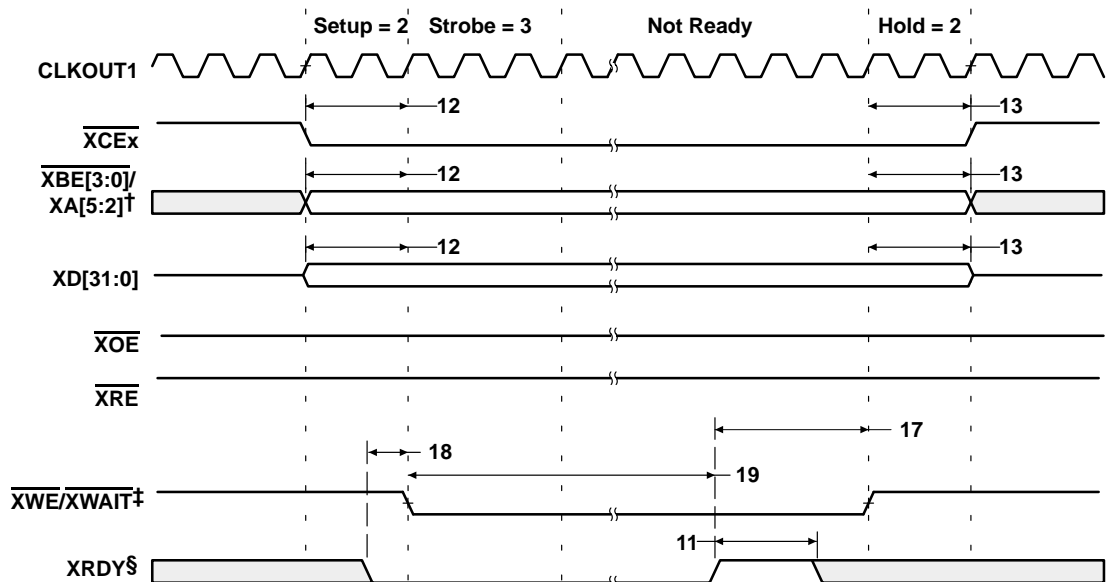 Setup = 2 Strobe = 3 Not Ready Hold = 2
CLKOUT1
12 13
XCEx
XBE[3:0]/
XA[5:2]†
12 13
XD[31:0]
12 13
XOE
XRE
17
18
19
XWE/XWAIT‡
11
XRDY§